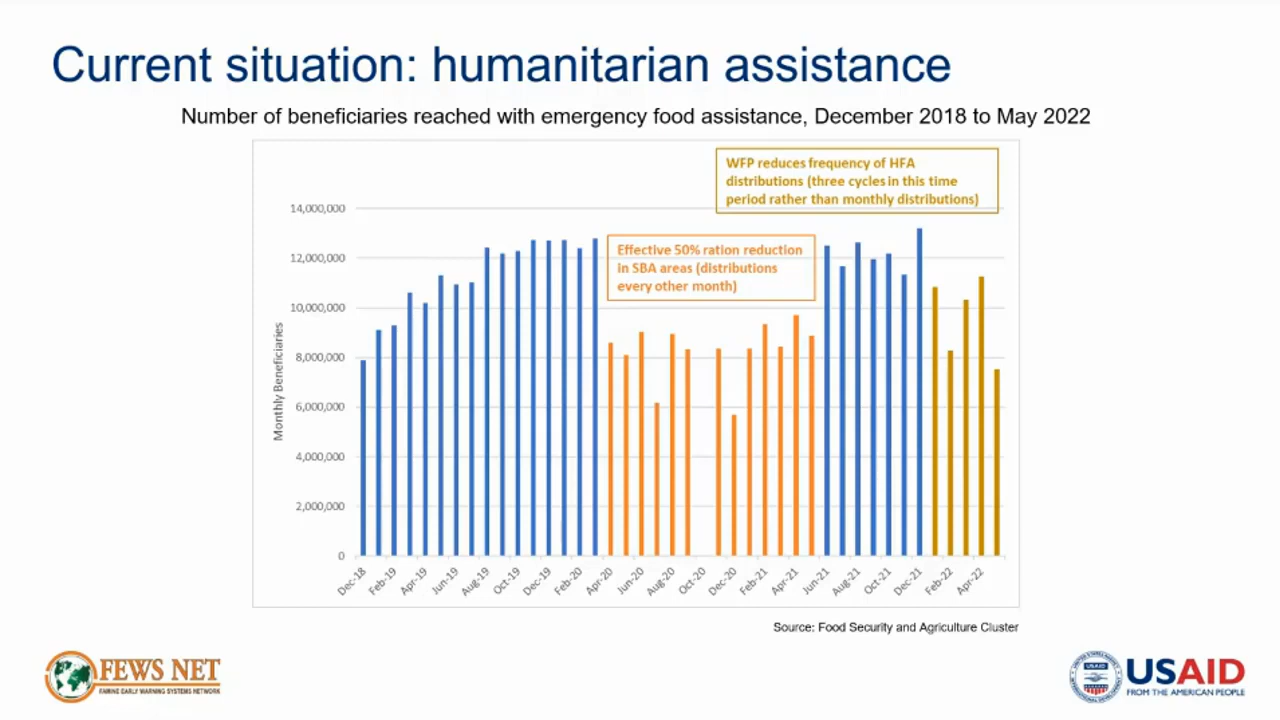 Current situation: humanitarian assistance
Number of beneficiaries reached with emergency food assistance, December 2018 to May 2022
WFP reduces frequency of HFA
distributions (three cycles in this time
period rather than monthly distributions)
Effective 50% ration reduction
in SBA areas (distributions
every other month)
Monthly Beneficiaries
14,000,000
12,000,000
10,000,000
8,000,000
6,000,000
4,000,000
2,000,000
0
Dec-18
Feb-19
Apr-19
Jun-19
Aug-19
Oct-19
Dec-19
Feb-20
Apr-20
Jun-20
Aug-20
Oct-20
Dec-20
Feb-21
Apr-21
Jun-21
Aug-21
Oct-21
Dec-21
Feb-22
Apr-22
Source: Food Security and Agriculture Cluster
FEWS NET
FAMINE EARLY WARNING SYSTEMS NETWORK
USAID
USAID
FROM THE AMERICAN PEOPLE